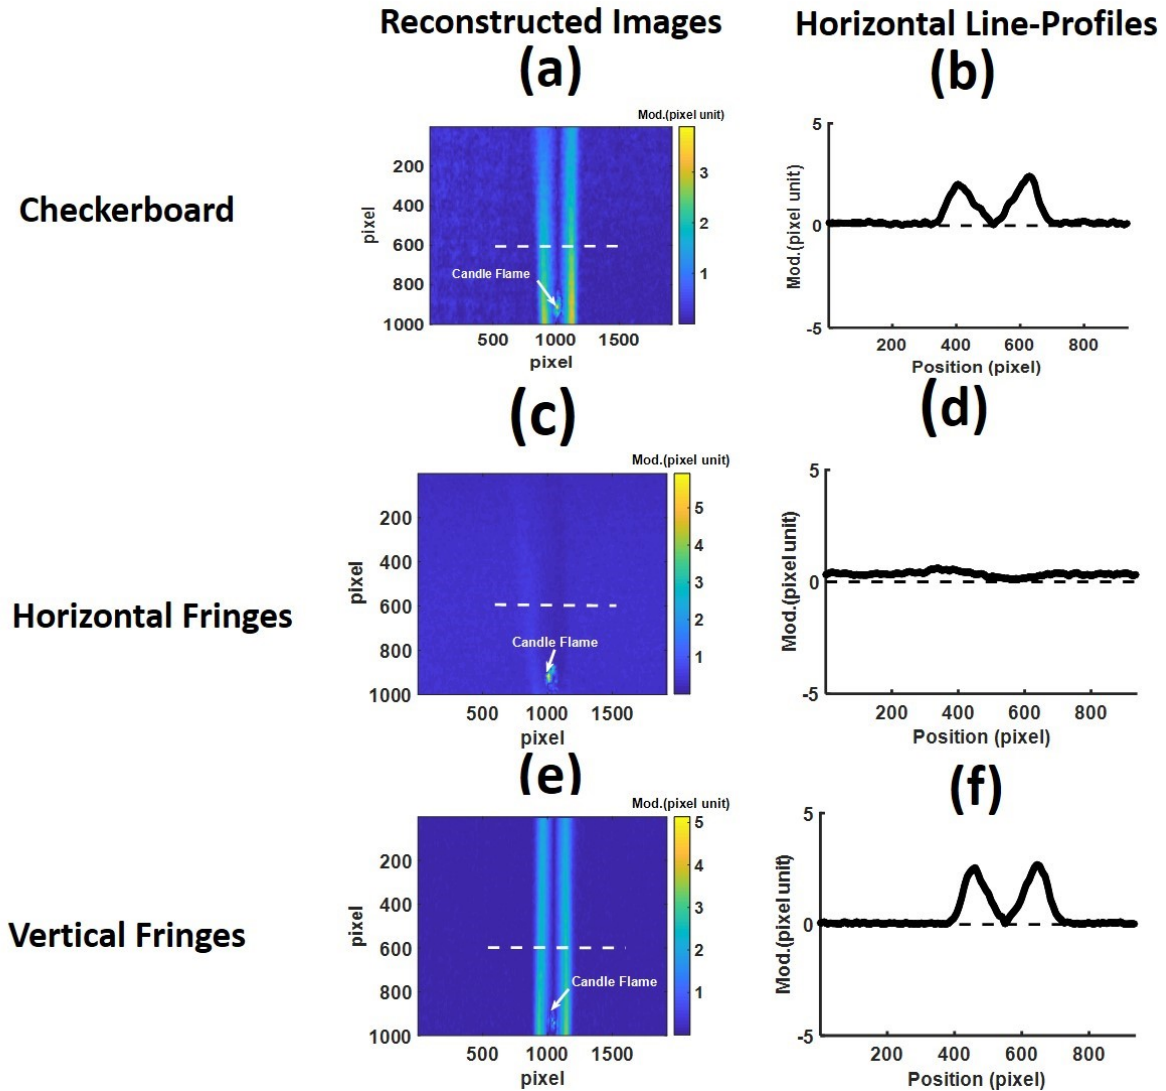 Reconstructed Images
Horizontal Line-Profiles
(a)
(b)
Checkerboard
Mod.(pixel unit)
pixel
200
400
600
800
1000
Candle Flame
500
1000
1500
pixel
3
2
1
Mod.(pixel unit)
5
0
-5
200
400
600
800
Position (pixel)
(c)
(d)
Horizontal Fringes
Mod.(pixel unit)
pixel
200
400
600
800
1000
Candle Flame
500
1000
1500
pixel
5
4
3
2
1
Mod.(pixel unit)
5
0
-5
200
400
600
800
Position (pixel)
(e)
(f)
Vertical Fringes
Mod.(pixel unit)
pixel
200
400
600
800
1000
Candle Flame
500
1000
1500
pixel
5
4
3
2
1
Mod.(pixel unit)
5
0
-5
200
400
600
800
Position (pixel)